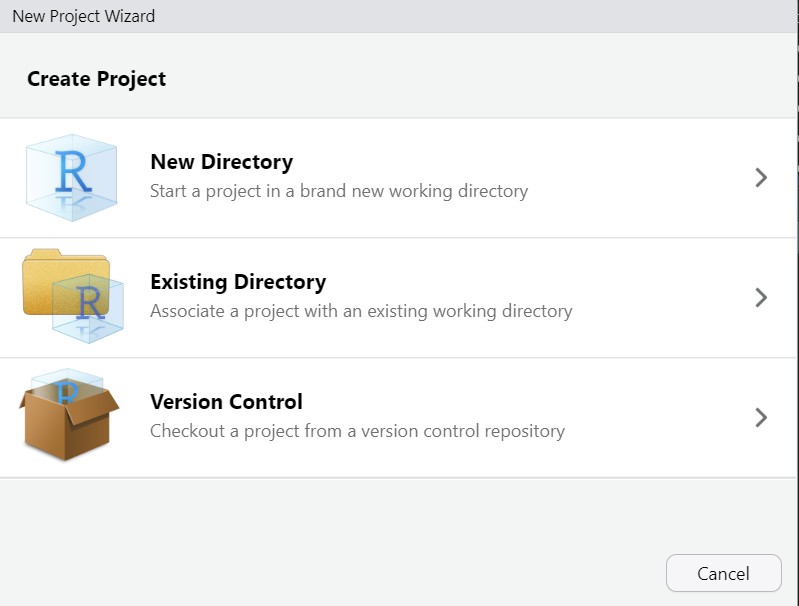 New Project Wizard
Create Project
R
New Directory
Start a project in a brand new working directory
R
Existing Directory
Associate a project with an existing working directory
R
Version Control
Checkout a project from a version control repository
Cancel